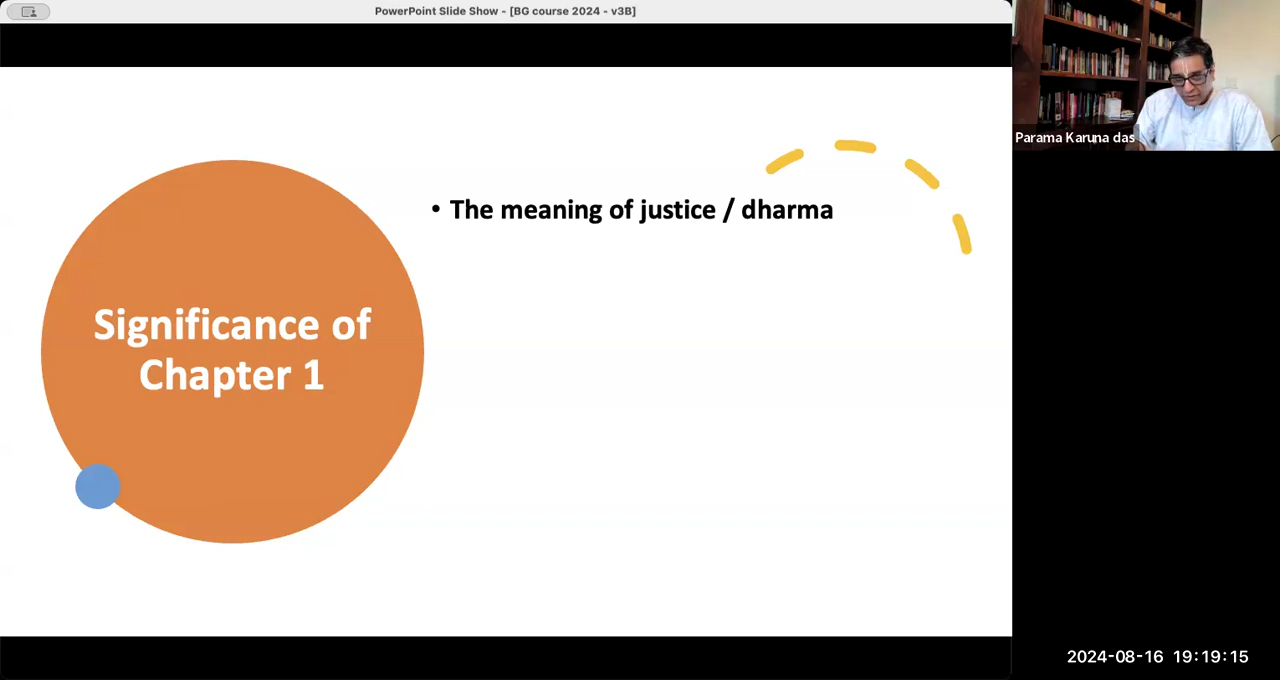 PowerPoint Slide Show - [BG course 2024 - v3B]
• The meaning of justice / dharma
Significance of
Chapter 1
Parama Karuna das
2024-08-16 19:19:15